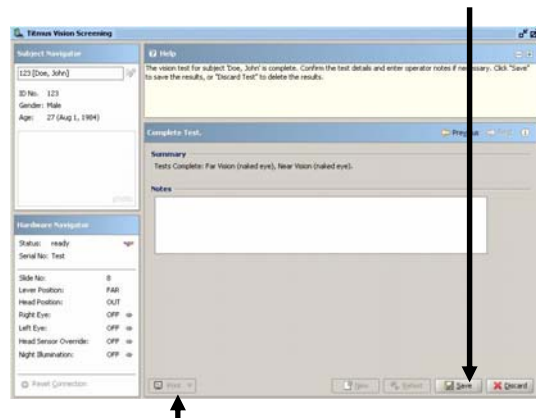 Titmus Vision Screening
Subject Navigator
123 [Doe, John]
ID No. 123
Gender: Male
Age: 27 (Aug 1, 1984)
Hardware Navigator
Status: ready
Serial No: Test
Slide No: 8
Lever Position: FAR
Head Position: OUT
Right Eye: OFF
Left Eye: OFF
Head Sensor Override: OFF
Night Illumination: OFF
Reset Connection
Help
The vision test for subject 'Doe, John' is complete. Confirm the test details and enter operator notes if necessary. Click "Save"
to save the results, or "Discard Test" to delete the results.
Complete Test.
Previous
Summary
Tests Complete: Far Vision (naked eye), Near Vision (naked eye).
Notes
Print
New
Save
Discard